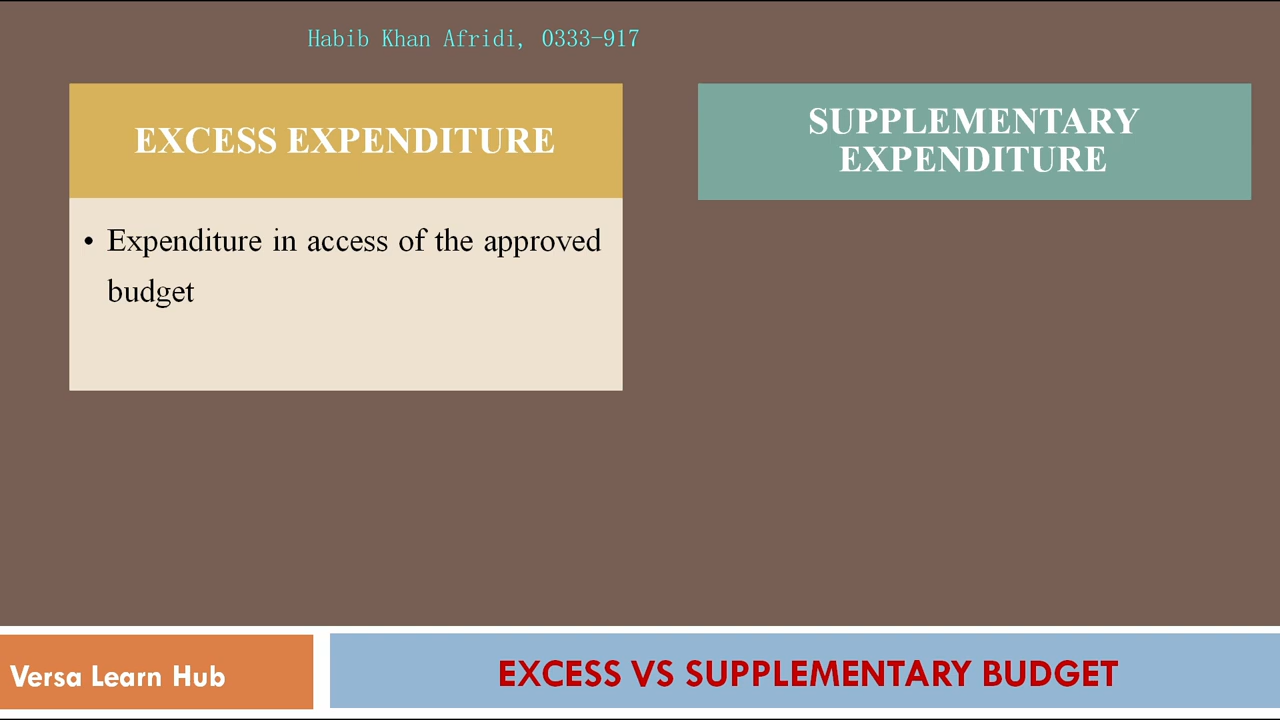 Habib Khan Afridi, 0333-917
EXCESS EXPENDITURE
• Expenditure in access of the approved
budget
SUPPLEMENTARY
EXPENDITURE
Versa Learn Hub
EXCESS VS SUPPLEMENTARY BUDGET